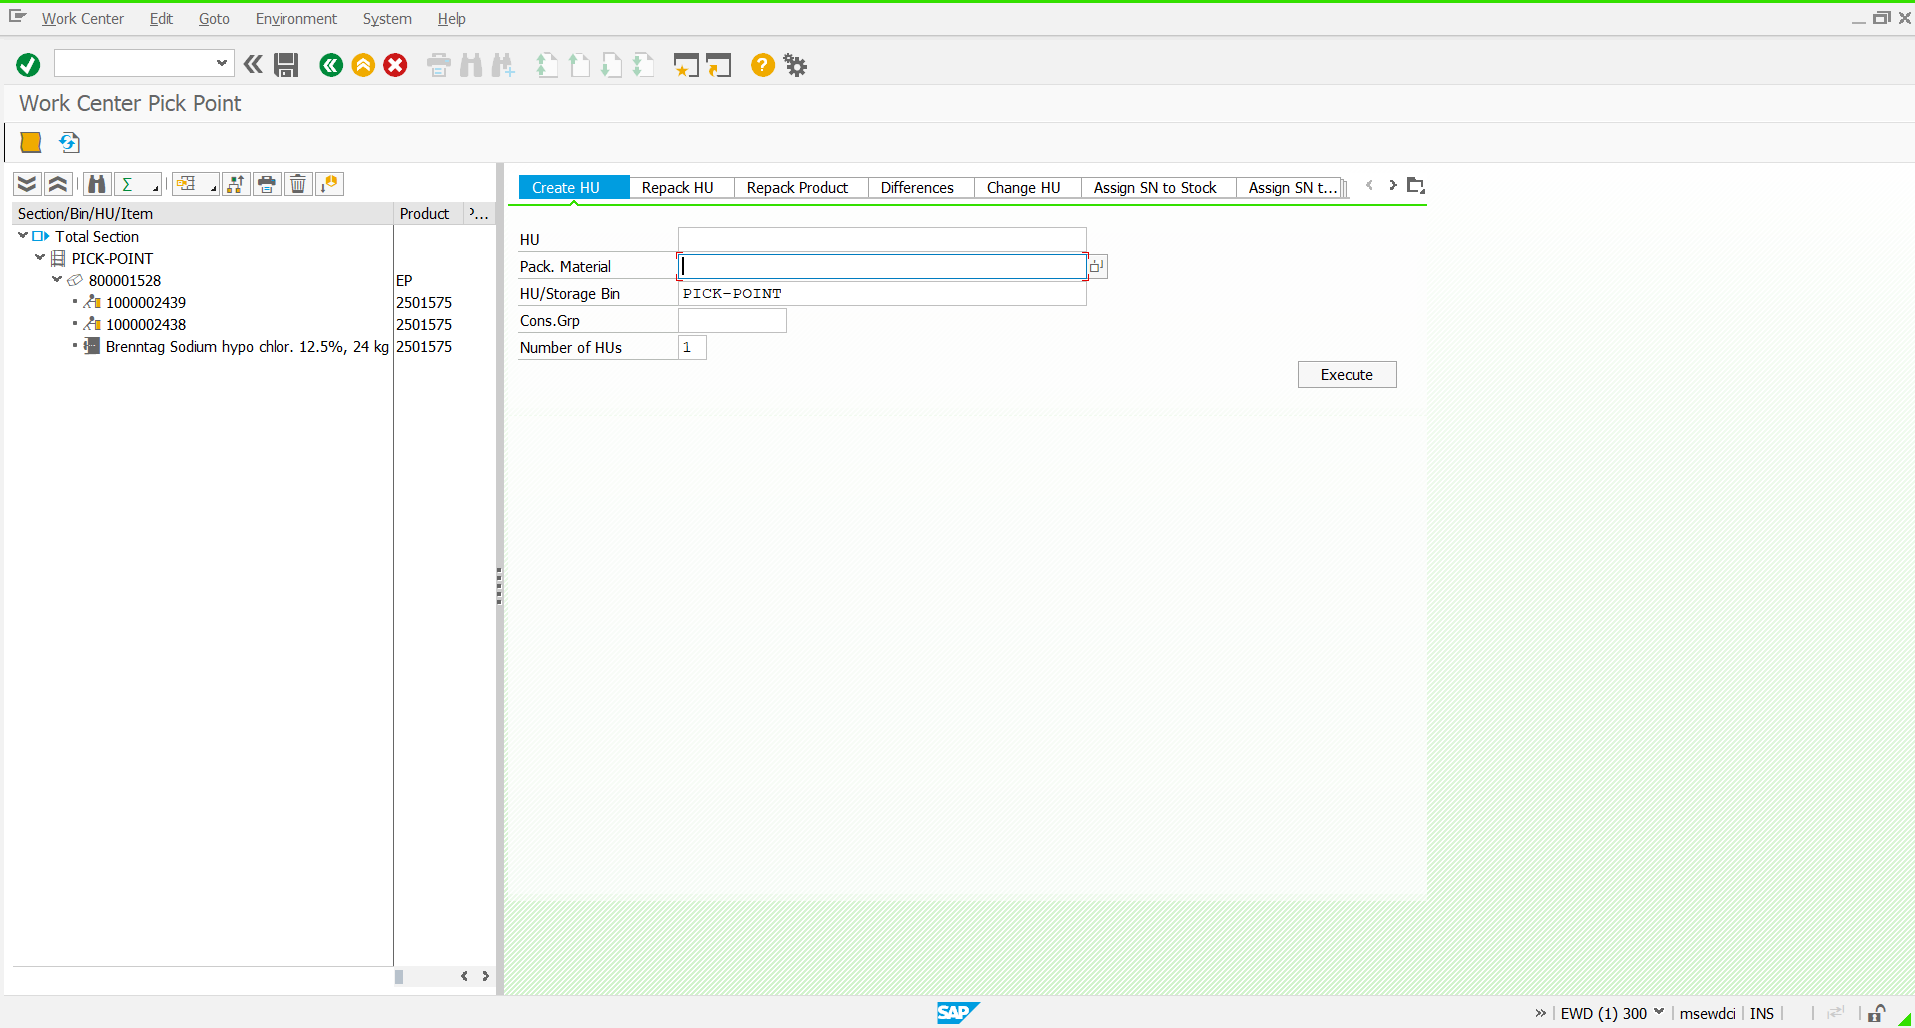 Work Center Edit Goto Environment System Help
Work Center Pick Point
Create HU Repack HU Repack Product Differences Change HU Assign SN to Stock Assign SN t...
Section/Bin/HU/Item Product
Total Section
PICK-POINT
800001528 EP
1000002439 2501575
1000002438 2501575
Brenntag Sodium hypo chlor. 12.5%, 24 kg 2501575
HU
Pack. Material
HU/Storage Bin PICK-POINT
Cons.Grp
Number of HUs 1
Execute
SAP
EWD (1) 300 msewdci INS